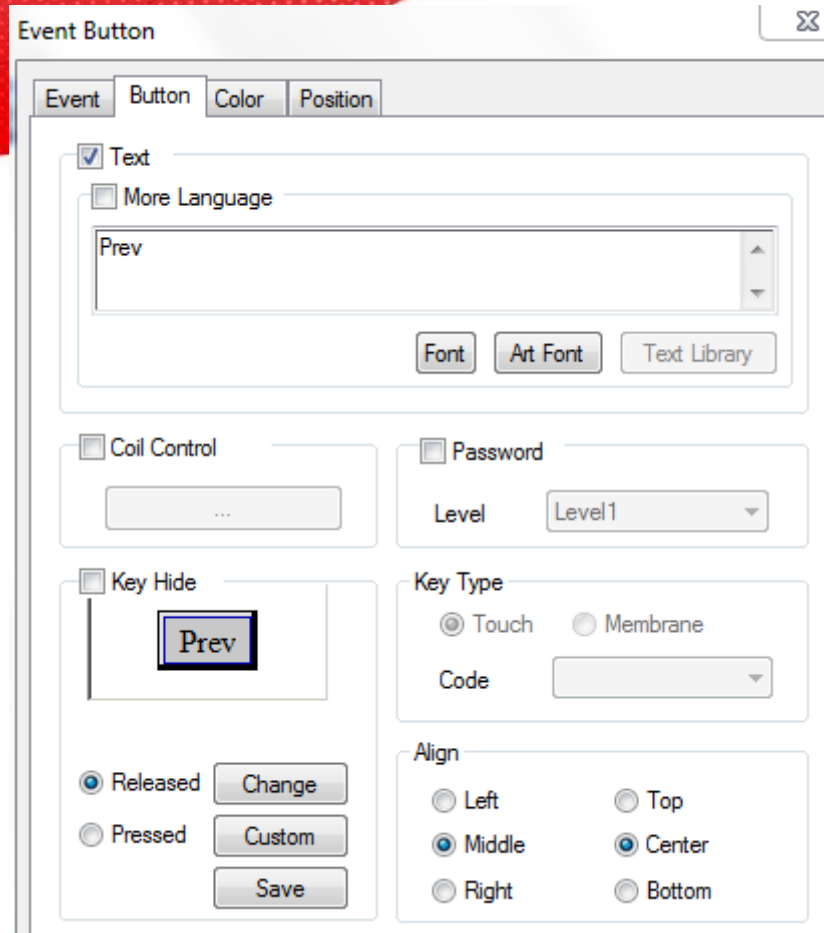 Event Button
Event Button Color Position
Text
More Language
Prev
Font Art Font Text Library
Coil Control
...
Password
Level Level1
Key Hide
Prev
Released Change
Pressed Custom
Save
Key Type
Touch Membrane
Code
Align
Left Top
Middle Center
Right Bottom